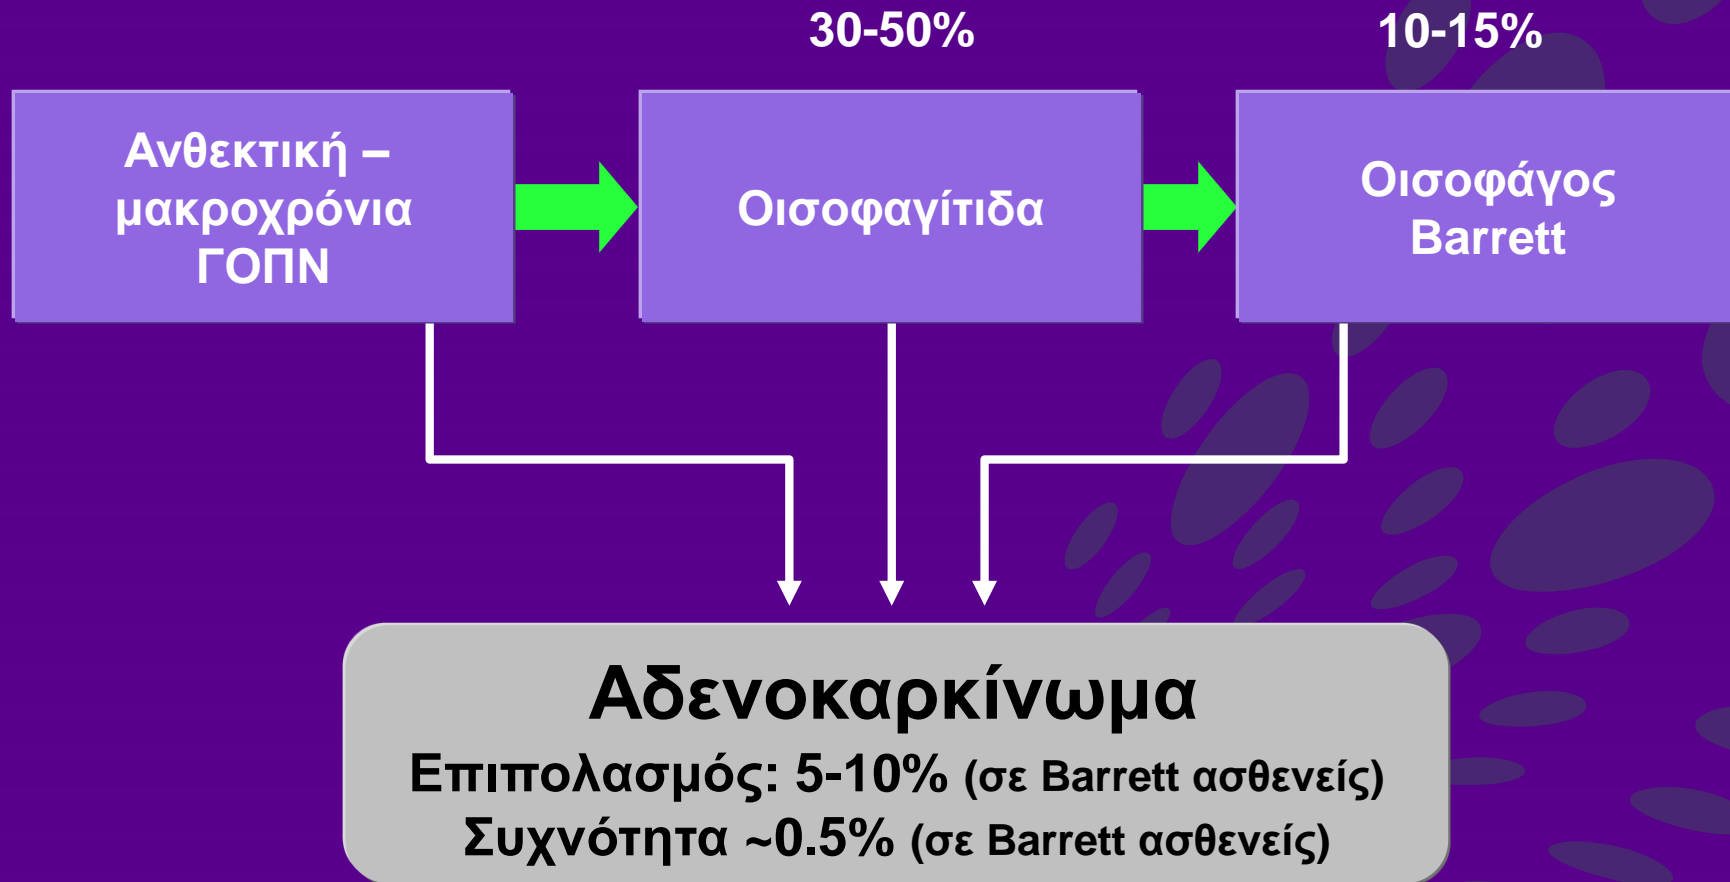 30-50%
10-15%
Ανθεκτική –
μακροχρόνια
ΓΟΠΝ
Οισοφαγίτιδα
Οισοφάγος
Barrett
Αδενοκαρκίνωμα
Επιπολασμός: 5-10% (σε Barrett ασθενείς)
Συχνότητα ~0.5% (σε Barrett ασθενείς)